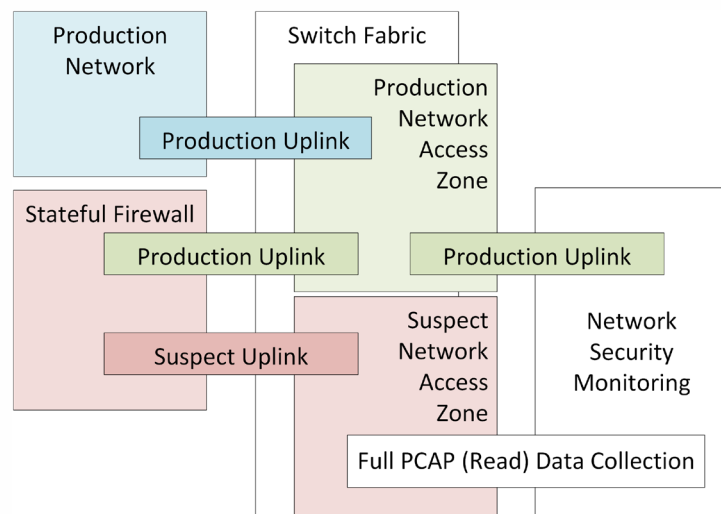 Production
Network
Switch Fabric
Production
Network
Access
Zone
Production Uplink
Stateful Firewall
Production Uplink
Production Uplink
Suspect
Network
Access
Zone
Suspect Uplink
Network
Security
Monitoring
Full PCAP (Read) Data Collection